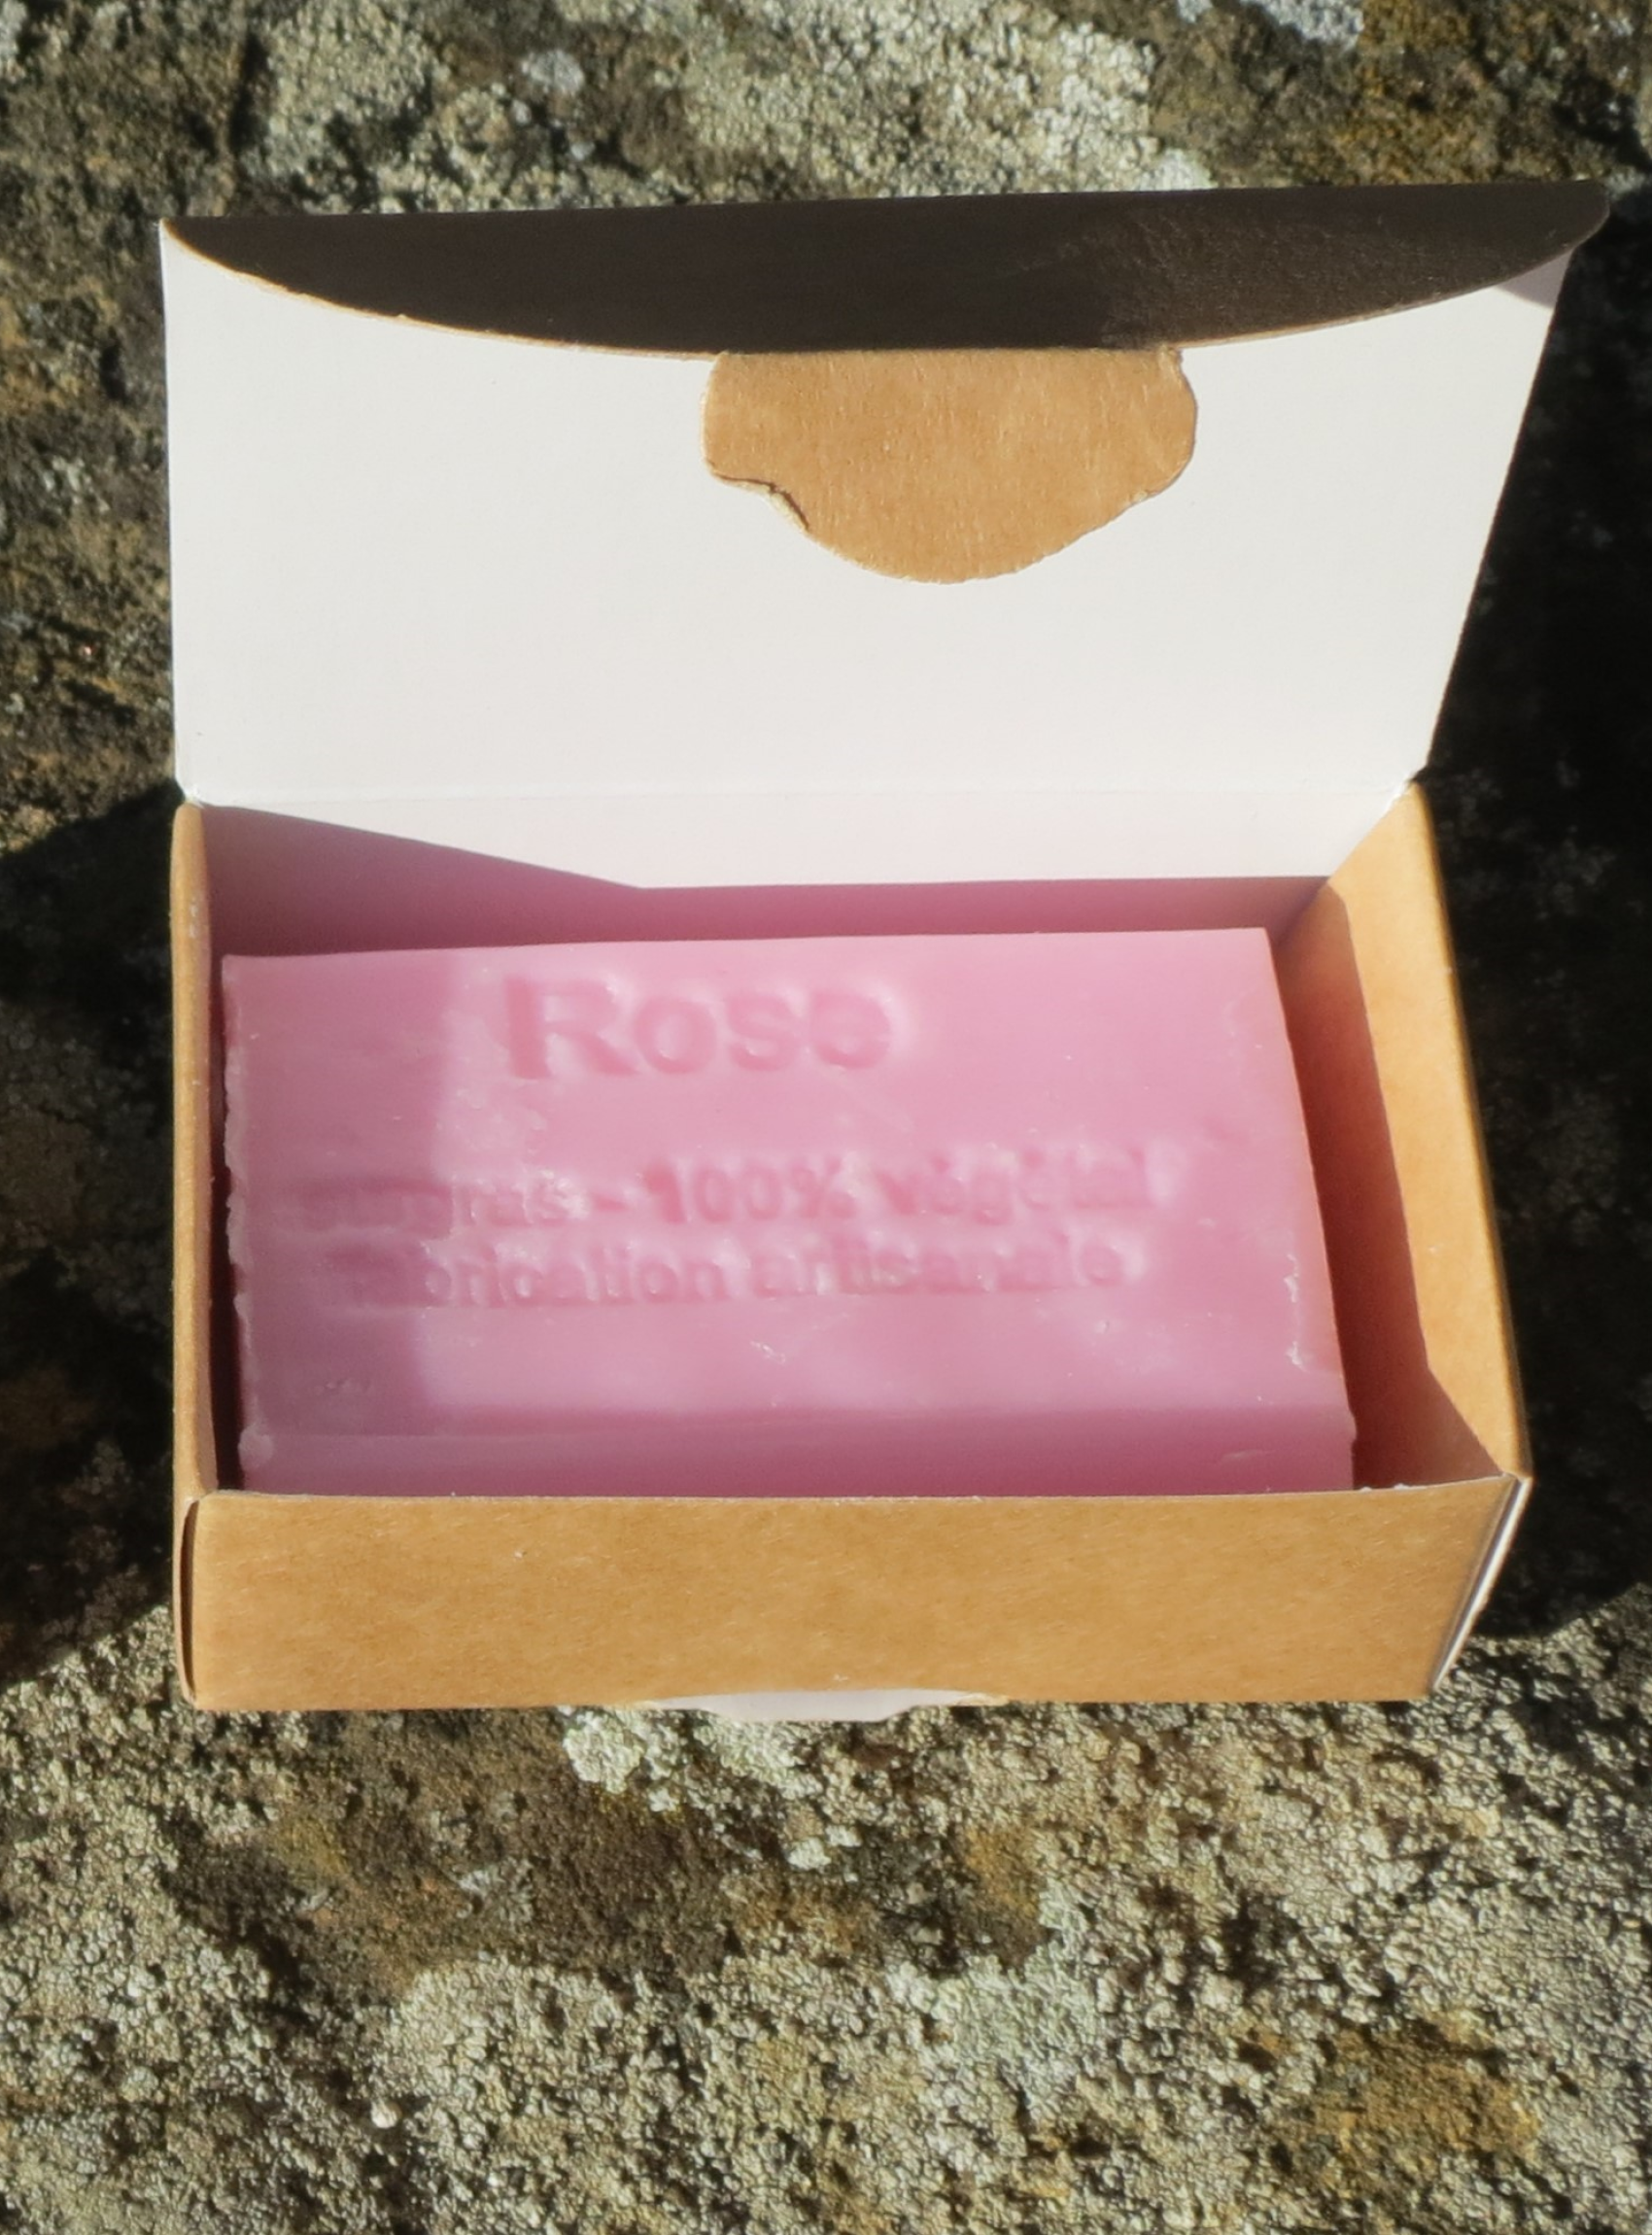 Rose
surgras - 100% végétal
fabrication artisanale